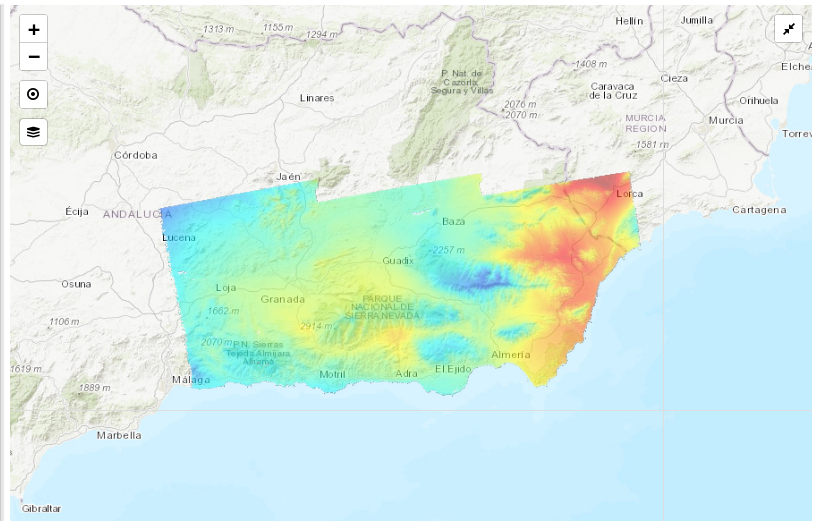 +
1313 m
1155 m
1294 m
Hellín
Jumilla
−
1408 m
Cieza
Elche
P. Nat. de
Cazorla,
Segura y Villas
Caravaca
de la Cruz
Linares
2076 m
2070 m
Orihuela
MURCIA
REGION
Murcia
Torrev
1581 m
Córdoba
Jaén
Lorca
Écija
ANDALUCIA
Cartagena
Baza
Lucena
2257 m
Guadix
Osuna
Loja
Granada
PARQUE
NACIONAL DE
SIERRA NEVADA
1662 m
1106 m
2914 m
2070 m
P.N. Sierras
Tejeda Almijara
Alhama
Almería
1619 m
Málaga
Motril
Adra
El Ejido
1889 m
Marbella
Gibraltar